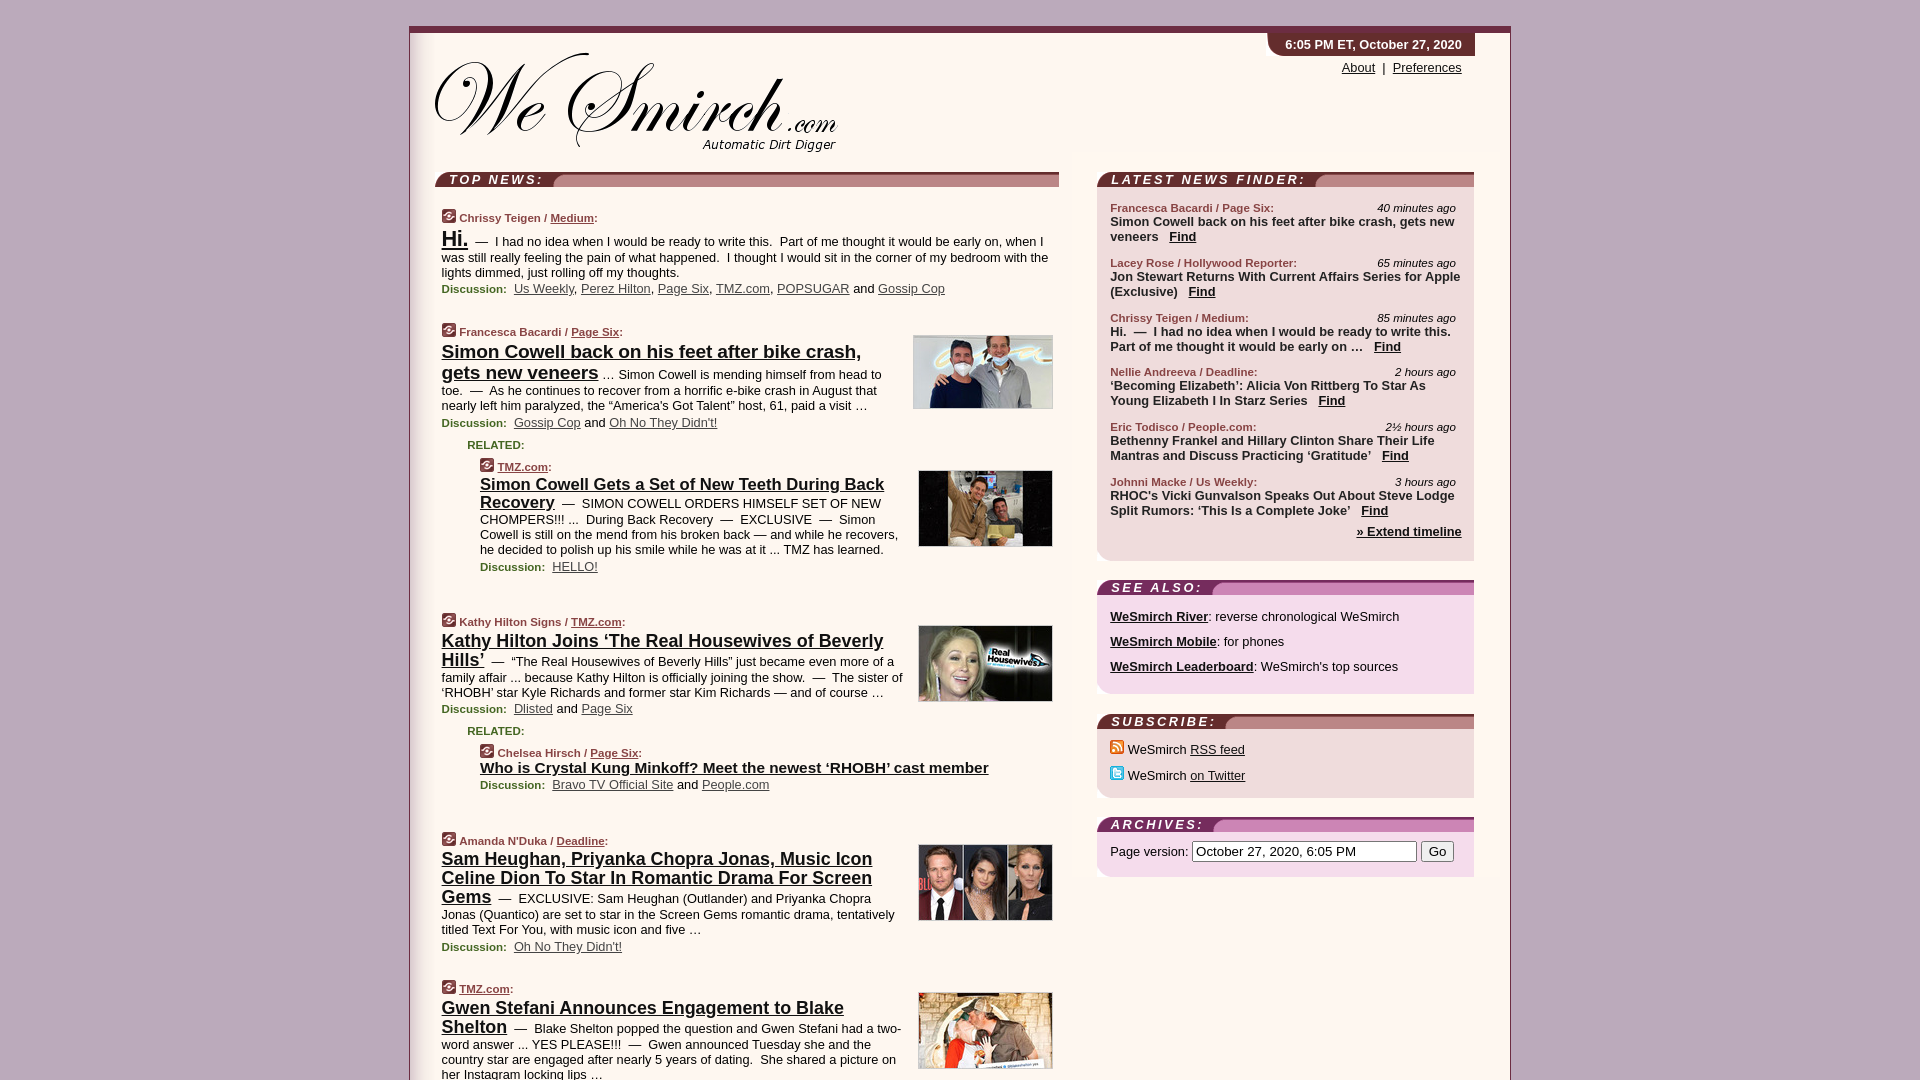 6:05 PM ET, October 27, 2020
About | Preferences
We Smirch .com
Automatic Dirt Digger
TOP NEWS:
Chrissy Teigen / Medium:
Hi. — I had no idea when I would be ready to write this. Part of me thought it would be early on, when I
was still really feeling the pain of what happened. I thought I would sit in the corner of my bedroom with the
lights dimmed, just rolling off my thoughts.
Discussion: Us Weekly, Perez Hilton, Page Six, TMZ.com, POPSUGAR and Gossip Cop
Francesca Bacardi / Page Six:
Simon Cowell back on his feet after bike crash,
gets new veneers … Simon Cowell is mending himself from head to
toe. — As he continues to recover from a horrific e-bike crash in August that
nearly left him paralyzed, the “America's Got Talent” host, 61, paid a visit …
Discussion: Gossip Cop and Oh No They Didn't!
RELATED:
TMZ.com:
Simon Cowell Gets a Set of New Teeth During Back
Recovery — SIMON COWELL ORDERS HIMSELF SET OF NEW
CHOMPERS!!! ... During Back Recovery — EXCLUSIVE — Simon
Cowell is still on the mend from his broken back — and while he recovers,
he decided to polish up his smile while he was at it ... TMZ has learned.
Discussion: HELLO!
Kathy Hilton Signs / TMZ.com:
Kathy Hilton Joins ‘The Real Housewives of Beverly
Hills’ — “The Real Housewives of Beverly Hills” just became even more of a
family affair ... because Kathy Hilton is officially joining the show. — The sister of
‘RHOBH’ star Kyle Richards and former star Kim Richards — and of course …
Discussion: Dlisted and Page Six
Real
Housewives
RELATED:
Chelsea Hirsch / Page Six:
Who is Crystal Kung Minkoff? Meet the newest ‘RHOBH’ cast member
Discussion: Bravo TV Official Site and People.com
Amanda N'Duka / Deadline:
Sam Heughan, Priyanka Chopra Jonas, Music Icon
Celine Dion To Star In Romantic Drama For Screen
Gems — EXCLUSIVE: Sam Heughan (Outlander) and Priyanka Chopra
Jonas (Quantico) are set to star in the Screen Gems romantic drama, tentatively
titled Text For You, with music icon and five …
Discussion: Oh No They Didn't!
TMZ.com:
Gwen Stefani Announces Engagement to Blake
Shelton — Blake Shelton popped the question and Gwen Stefani had a two-
word answer ... YES PLEASE!!! — Gwen announced Tuesday she and the
country star are engaged after nearly 5 years of dating. She shared a picture on
her Instagram locking lips …
LATEST NEWS FINDER:
Francesca Bacardi / Page Six: 40 minutes ago
Simon Cowell back on his feet after bike crash, gets new
veneers Find
Lacey Rose / Hollywood Reporter: 65 minutes ago
Jon Stewart Returns With Current Affairs Series for Apple
(Exclusive) Find
Chrissy Teigen / Medium: 85 minutes ago
Hi. — I had no idea when I would be ready to write this.
Part of me thought it would be early on … Find
Nellie Andreeva / Deadline: 2 hours ago
‘Becoming Elizabeth’: Alicia Von Rittberg To Star As
Young Elizabeth I In Starz Series Find
Eric Todisco / People.com: 2½ hours ago
Bethenny Frankel and Hillary Clinton Share Their Life
Mantras and Discuss Practicing ‘Gratitude’ Find
Johnni Macke / Us Weekly: 3 hours ago
RHOC's Vicki Gunvalson Speaks Out About Steve Lodge
Split Rumors: ‘This Is a Complete Joke’ Find
» Extend timeline
SEE ALSO:
WeSmirch River: reverse chronological WeSmirch
WeSmirch Mobile: for phones
WeSmirch Leaderboard: WeSmirch's top sources
SUBSCRIBE:
WeSmirch RSS feed
WeSmirch on Twitter
ARCHIVES:
Page version: October 27, 2020, 6:05 PM Go